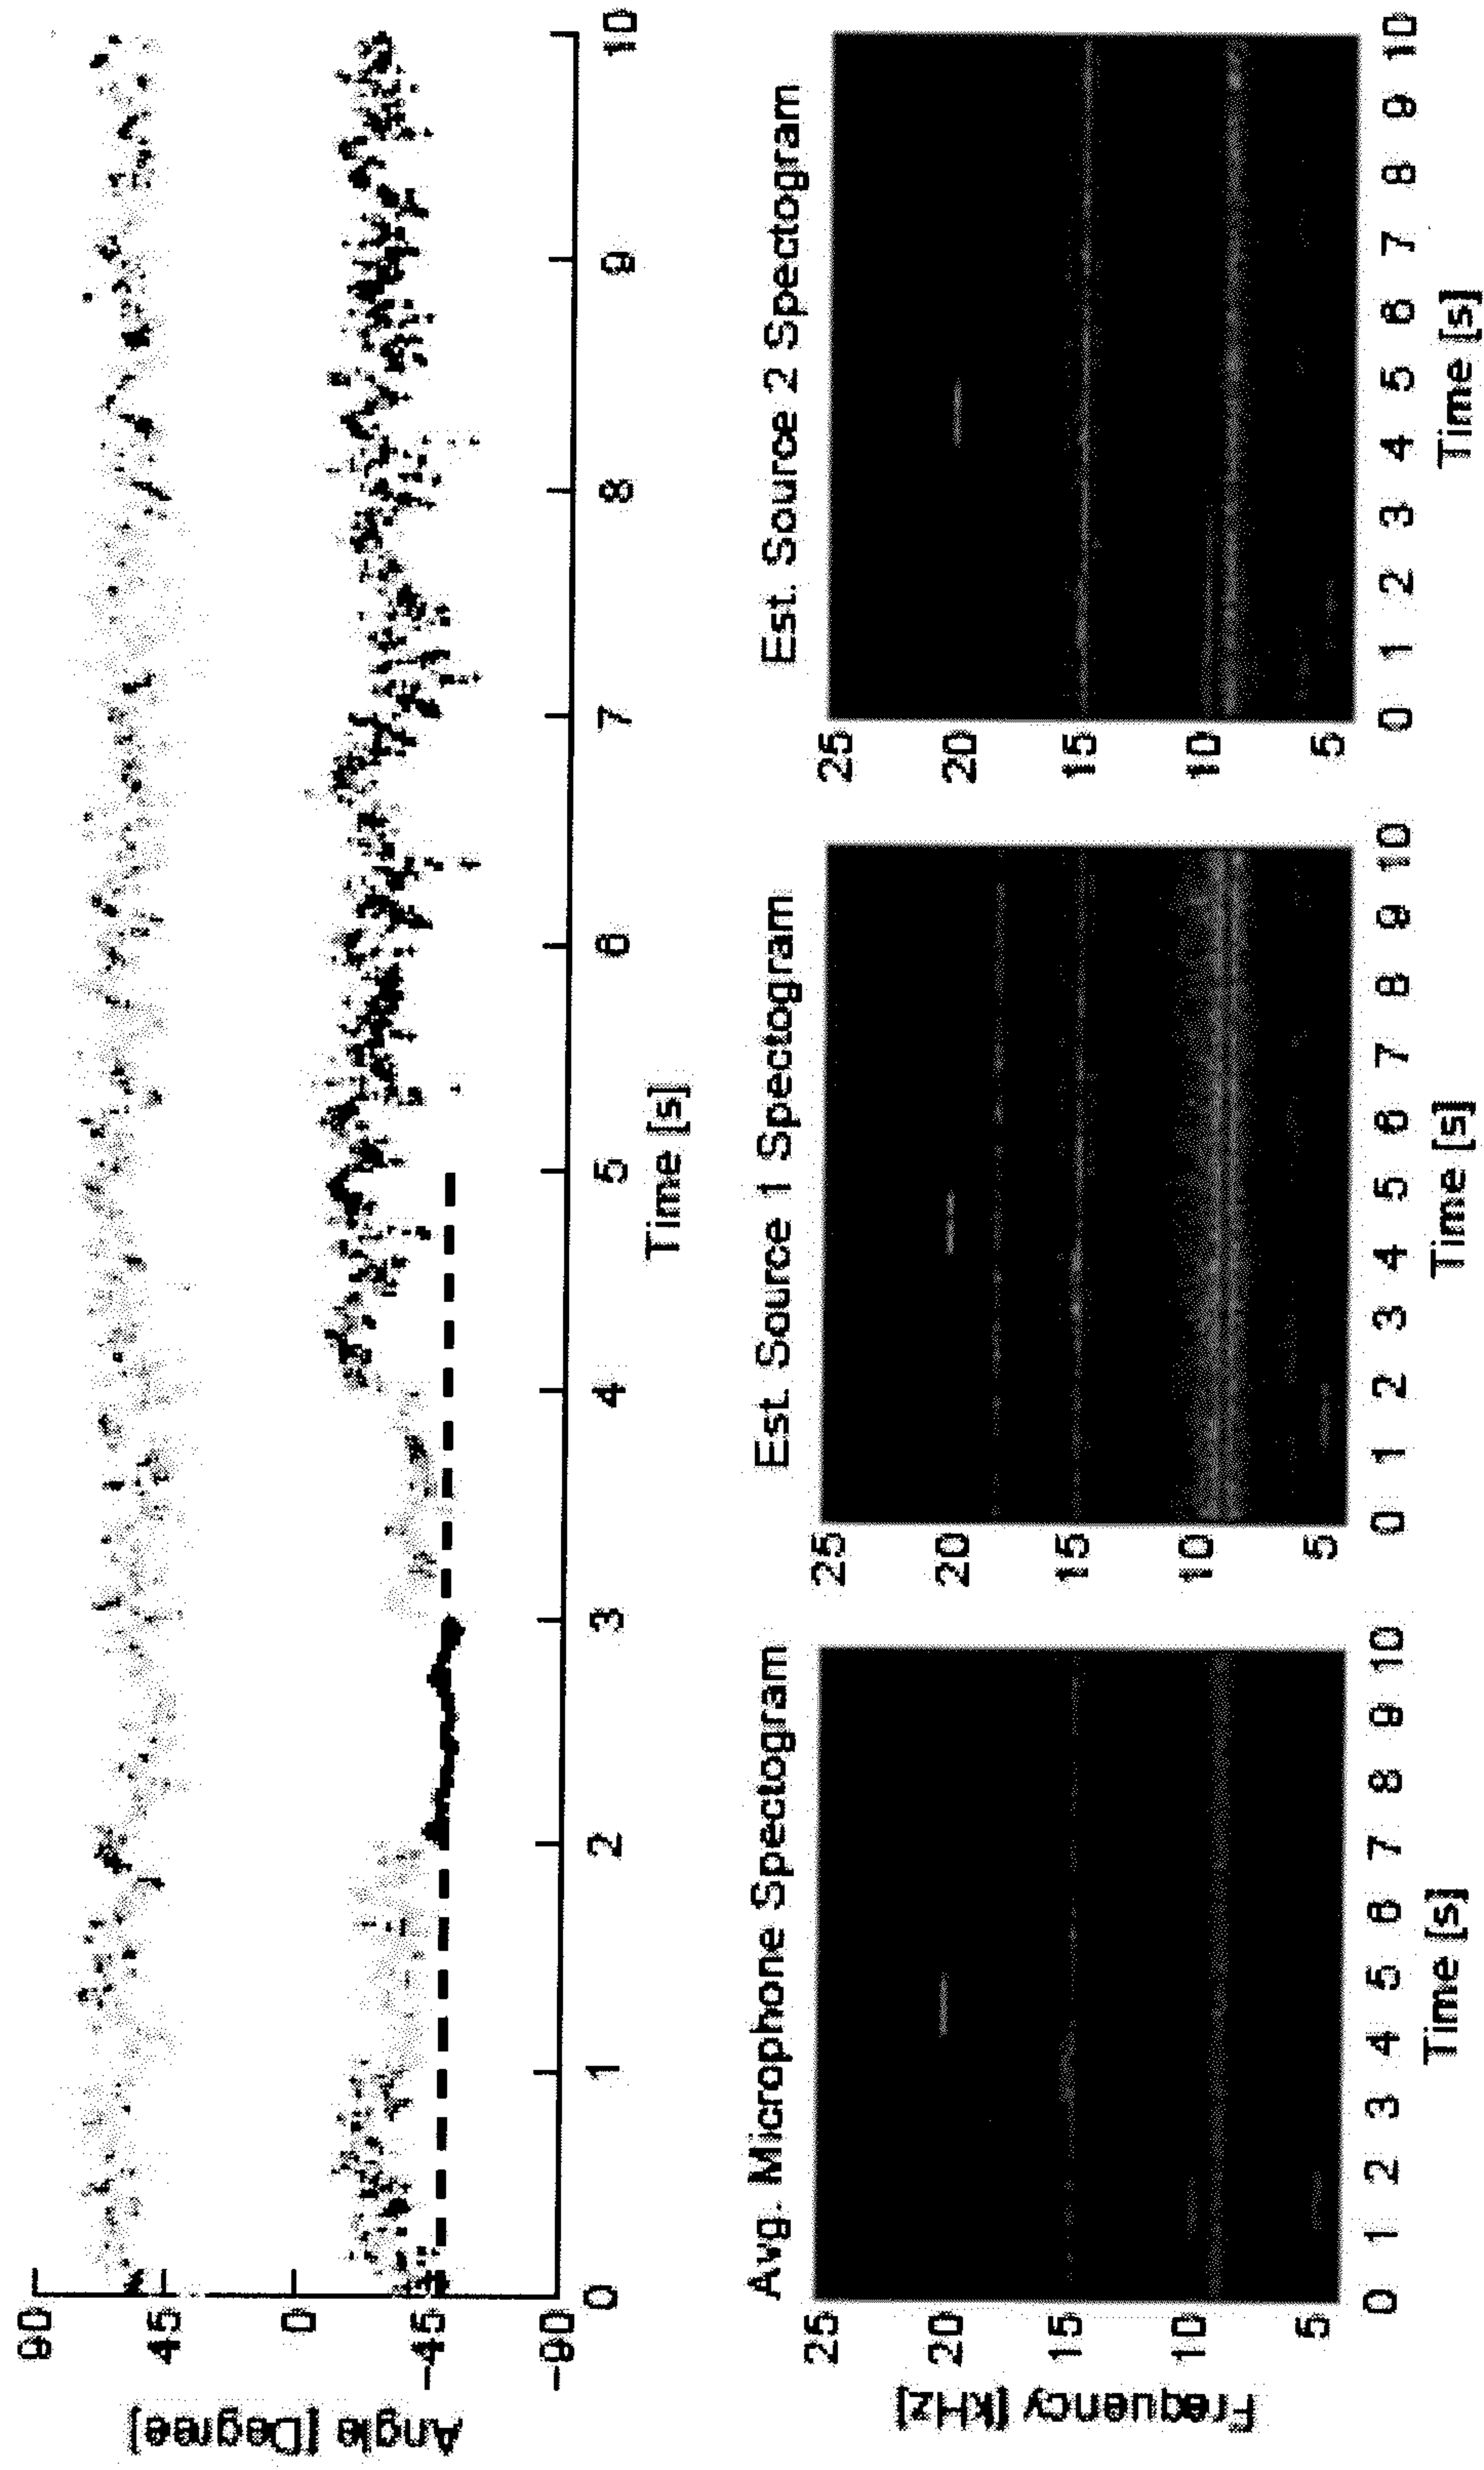 Angle [Degree]
90
45
0
-45
-90
0 1 2 3 4 5 6 7 8 9 10
Time [s]
Avg. Microphone Spectogram
Est. Source 1 Spectogram
Est. Source 2 Spectogram
Frequency [kHz]
25
20
15
10
5
0 1 2 3 4 5 6 7 8 9 10
Time [s]
25
20
15
10
5
0 1 2 3 4 5 6 7 8 9 10
Time [s]
25
20
15
10
5
0 1 2 3 4 5 6 7 8 9 10
Time [s]